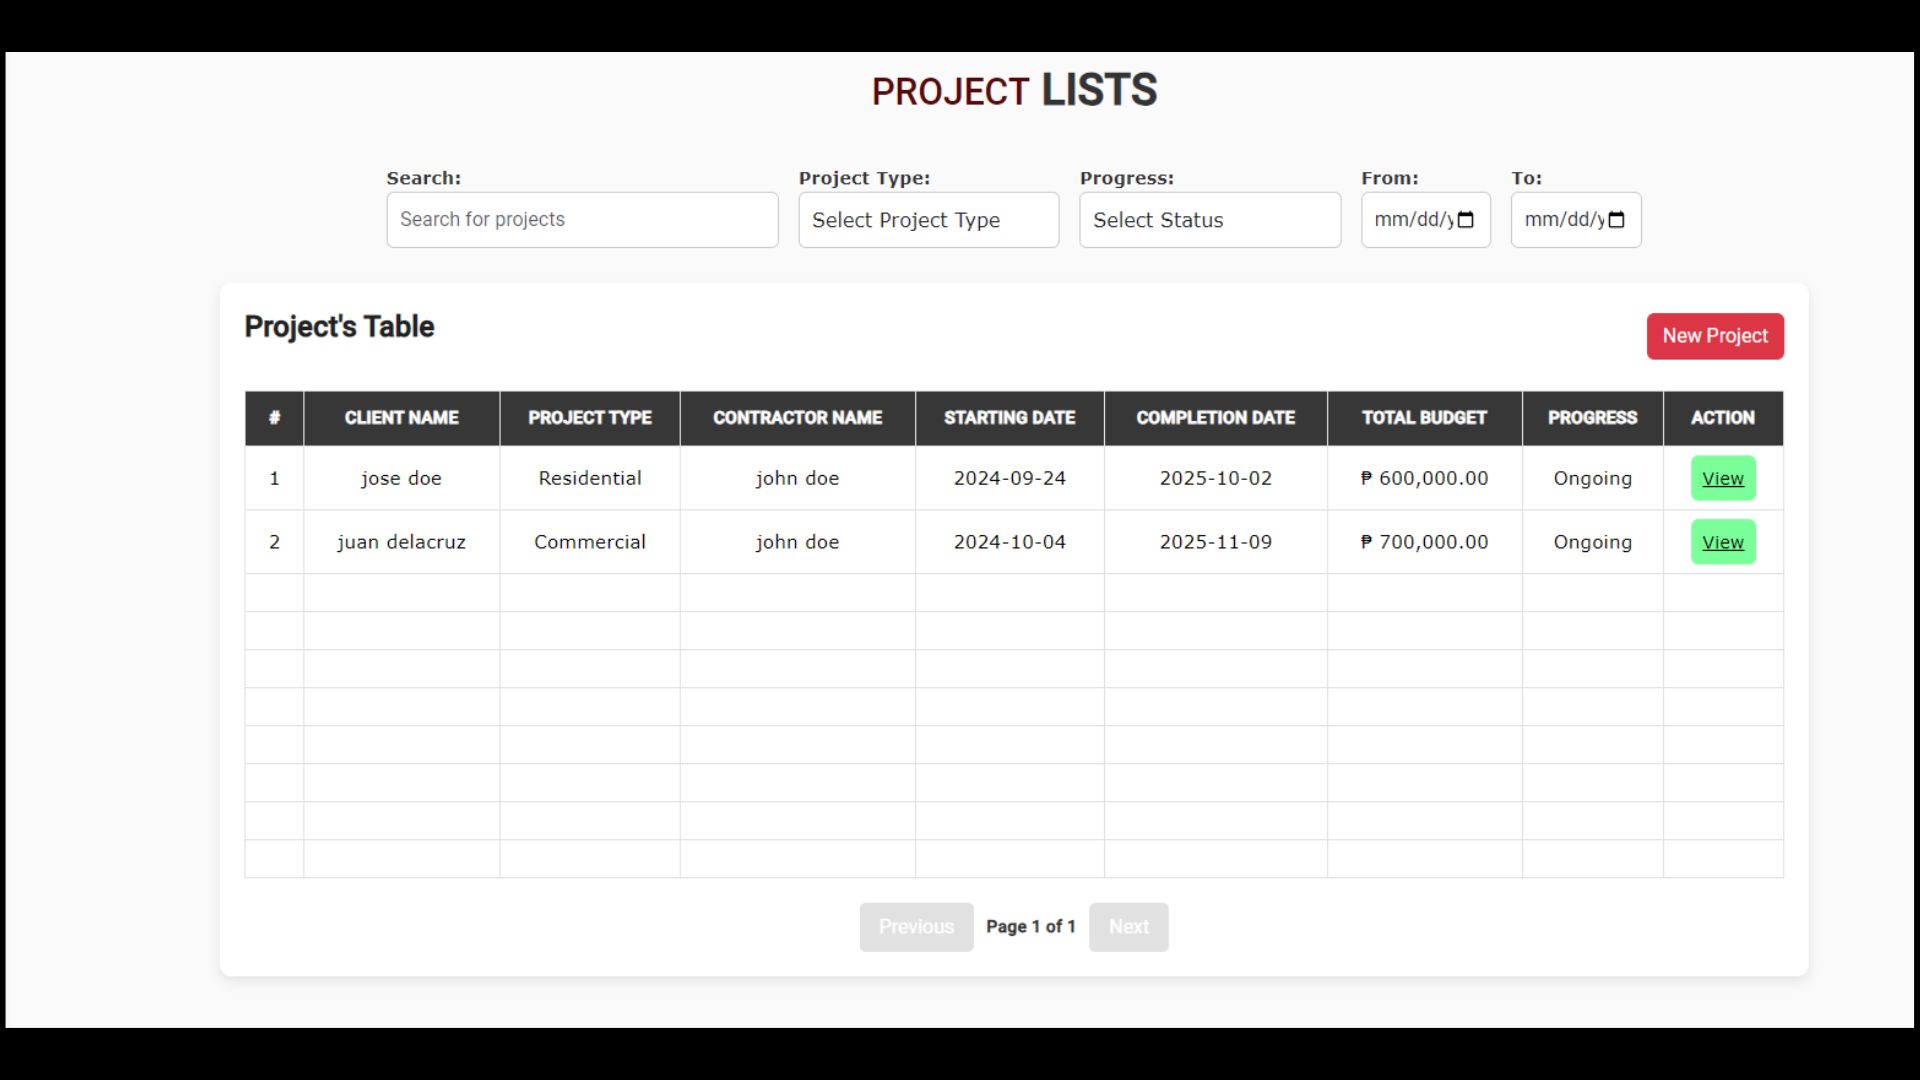 PROJECT LISTS
Search: Project Type: Progress: From: To:
Search for projects Select Project Type Select Status mm/dd/y mm/dd/y
Project's Table
New Project
# CLIENT NAME PROJECT TYPE CONTRACTOR NAME STARTING DATE COMPLETION DATE TOTAL BUDGET PROGRESS ACTION
1 jose doe Residential john doe 2024-09-24 2025-10-02 ₱ 600,000.00 Ongoing View
2 juan delacruz Commercial john doe 2024-10-04 2025-11-09 ₱ 700,000.00 Ongoing View
Previous Page 1 of 1 Next